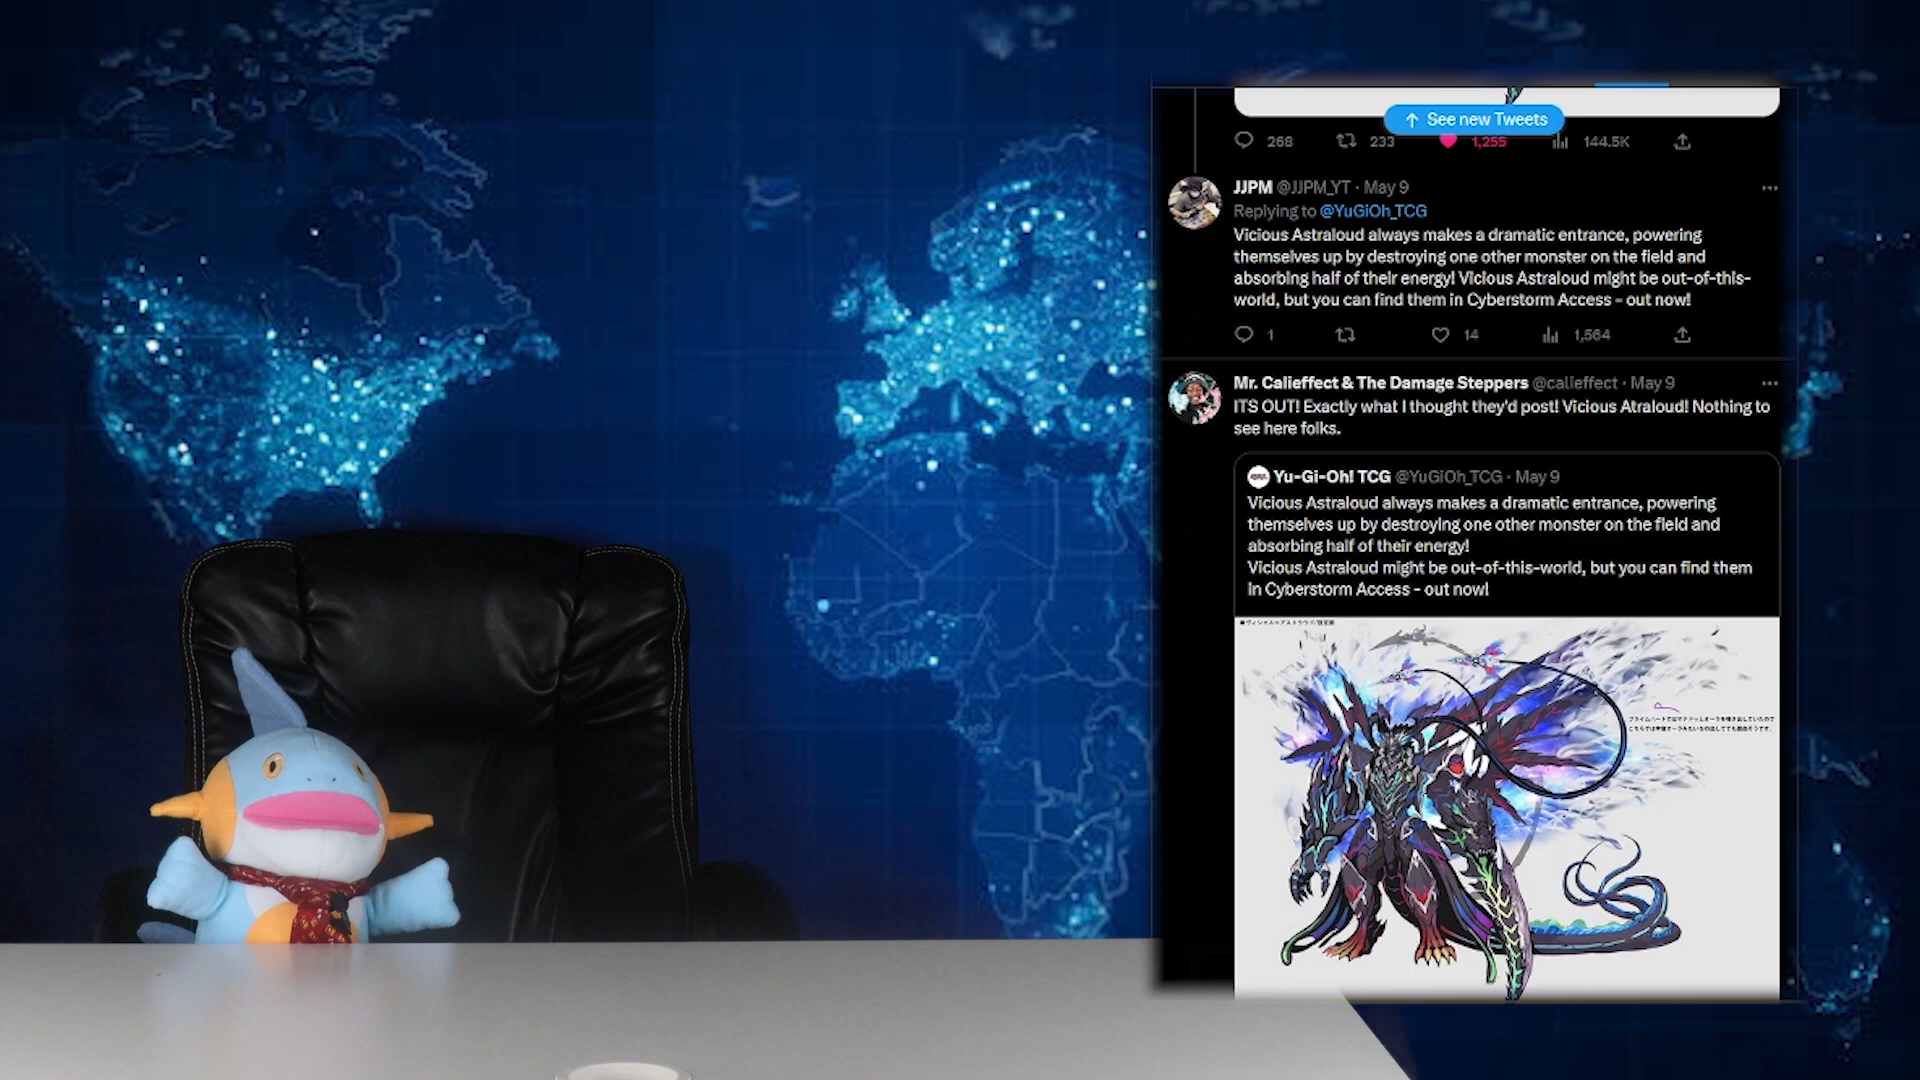 See new Tweets
268 233 1,255 144.5K
JJPM @JJPM_YT · May 9
Replying to @YuGiOh_TCG
Vicious Astraloud always makes a dramatic entrance, powering
themselves up by destroying one other monster on the field and
absorbing half of their energy! Vicious Astraloud might be out-of-this-
world, but you can find them in Cyberstorm Access - out now!
1 14 1,564
Mr. Calieffect & The Damage Steppers @calieffect · May 9
ITS OUT! Exactly what I thought they'd post! Vicious Atraloud! Nothing to
see here folks.
Yu-Gi-Oh! TCG @YuGiOh_TCG · May 9
Vicious Astraloud always makes a dramatic entrance, powering
themselves up by destroying one other monster on the field and
absorbing half of their energy!
Vicious Astraloud might be out-of-this-world, but you can find them
in Cyberstorm Access - out now!